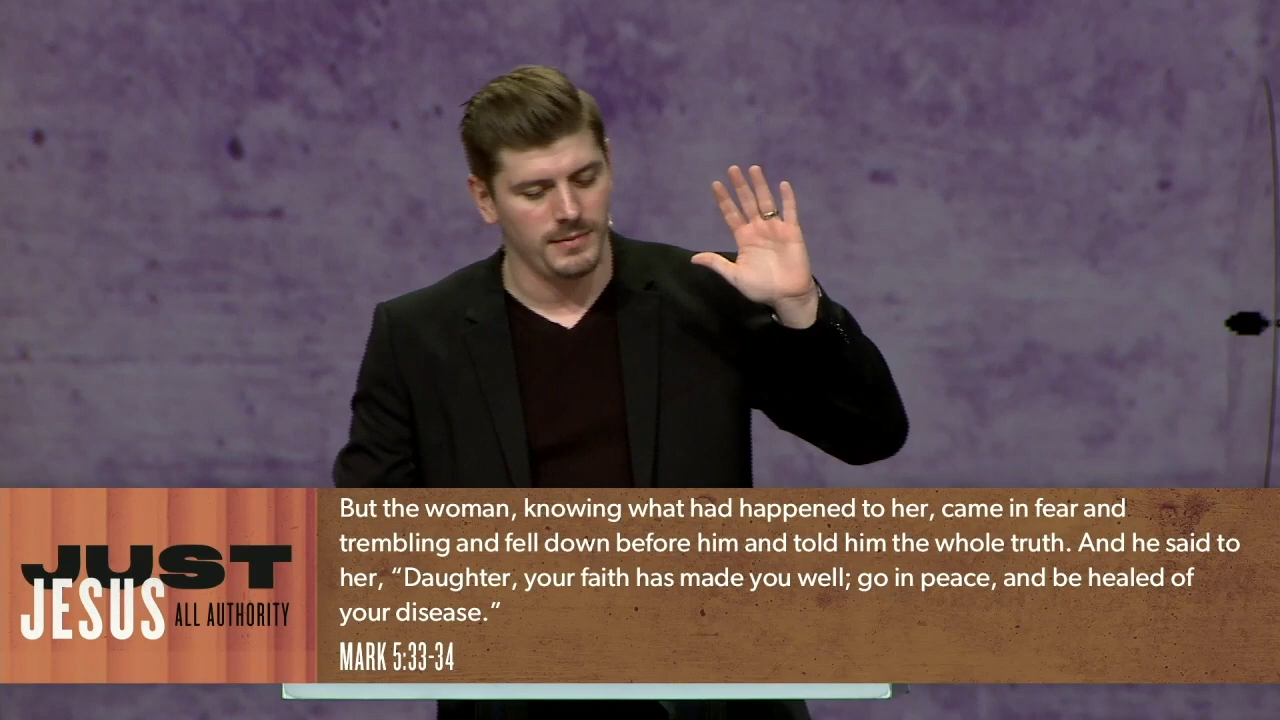 JUST
JESUS
ALL AUTHORITY
But the woman, knowing what had happened to her, came in fear and
trembling and fell down before him and told him the whole truth. And he said to
her, “Daughter, your faith has made you well; go in peace, and be healed of
your disease.”
MARK 5:33-34